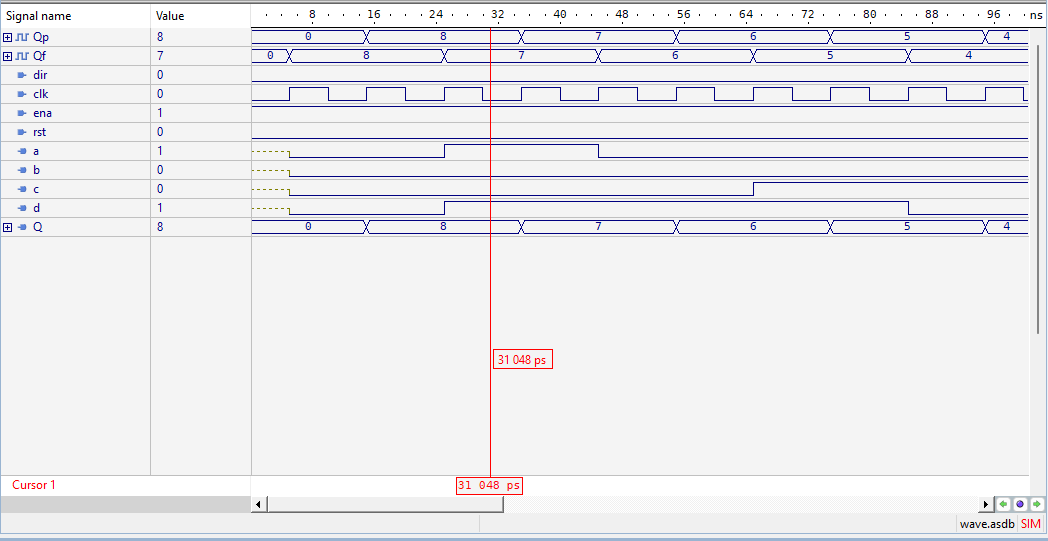 Signal name Value 8 16 24 32 40 48 56 64 72 80 88 96 ns
Qp 8 0 8 7 6 5 4
Qf 7 0 8 7 6 5 4
dir 0
clk 0
ena 1
rst 0
a 1
b 0
c 0
d 1
Q 8 0 8 7 6 5 4
31 048 ps
Cursor 1 31 048 ps
wave.asdb SIM